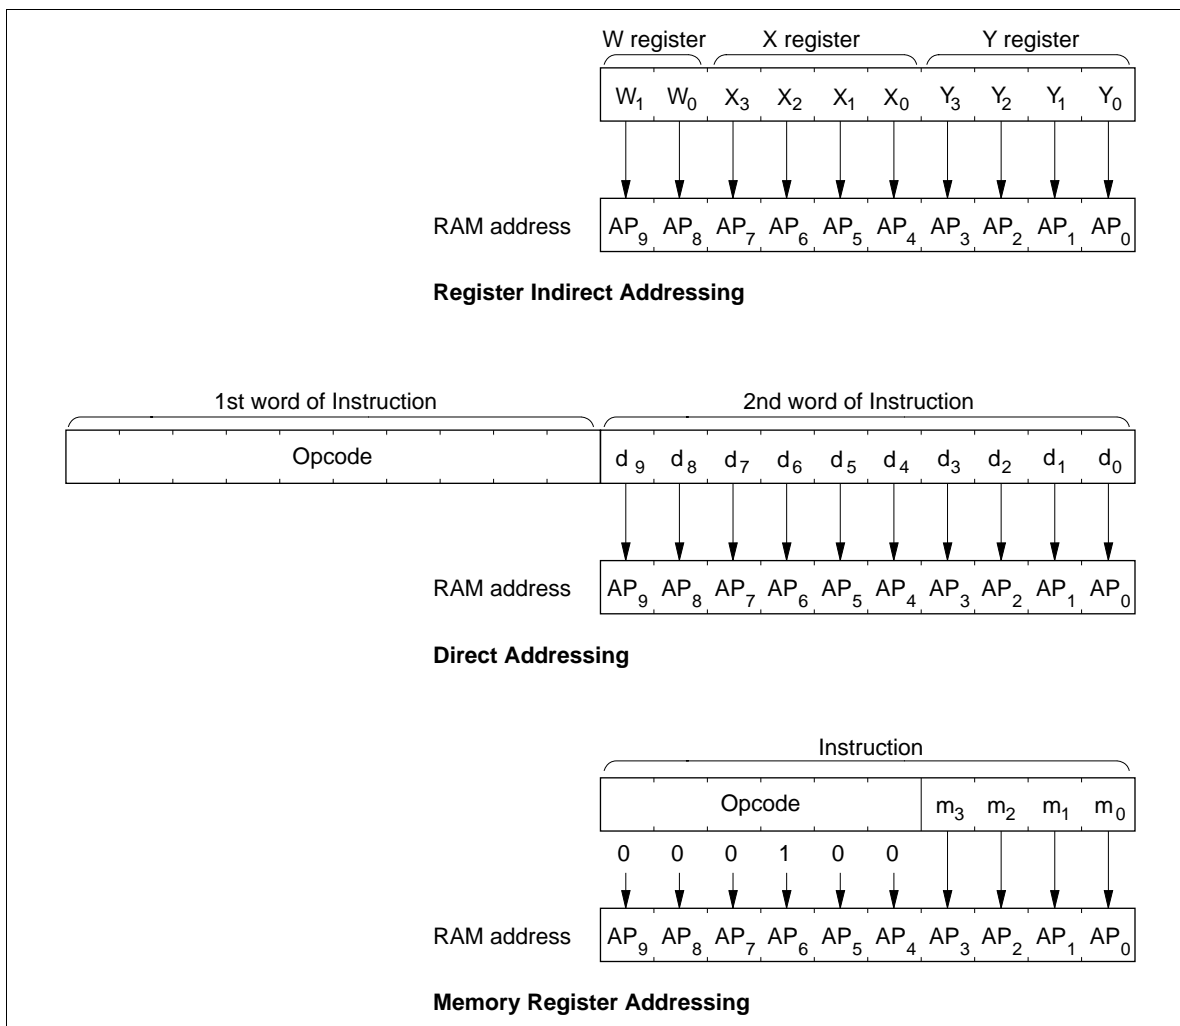 W register X register Y register
W1 W0 X3 X2 X1 X0 Y3 Y2 Y1 Y0
RAM address AP9 AP8 AP7 AP6 AP5 AP4 AP3 AP2 AP1 AP0
Register Indirect Addressing
1st word of Instruction 2nd word of Instruction
Opcode d9 d8 d7 d6 d5 d4 d3 d2 d1 d0
RAM address AP9 AP8 AP7 AP6 AP5 AP4 AP3 AP2 AP1 AP0
Direct Addressing
Instruction
Opcode m3 m2 m1 m0
0 0 0 1 0 0
RAM address AP9 AP8 AP7 AP6 AP5 AP4 AP3 AP2 AP1 AP0
Memory Register Addressing